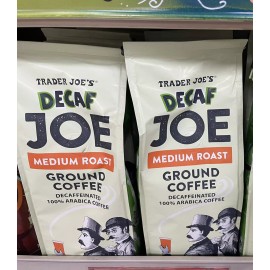 TRADER JOE'S
DECAF
JOE
MEDIUM ROAST
GROUND
COFFEE
DECAFFEINATED
100% ARABICA COFFEE
TRADER JOE'S
DECAF
JOE
MEDIUM ROAST
GROUND
COFFEE
DECAFFEINATED
100% ARABICA COFFEE